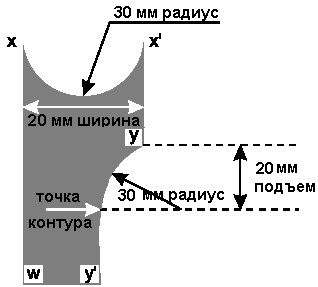 30 мм радиус
x x'
20 мм ширина
y
20 мм
подъем
точка
30 мм радиус
контура
w y'